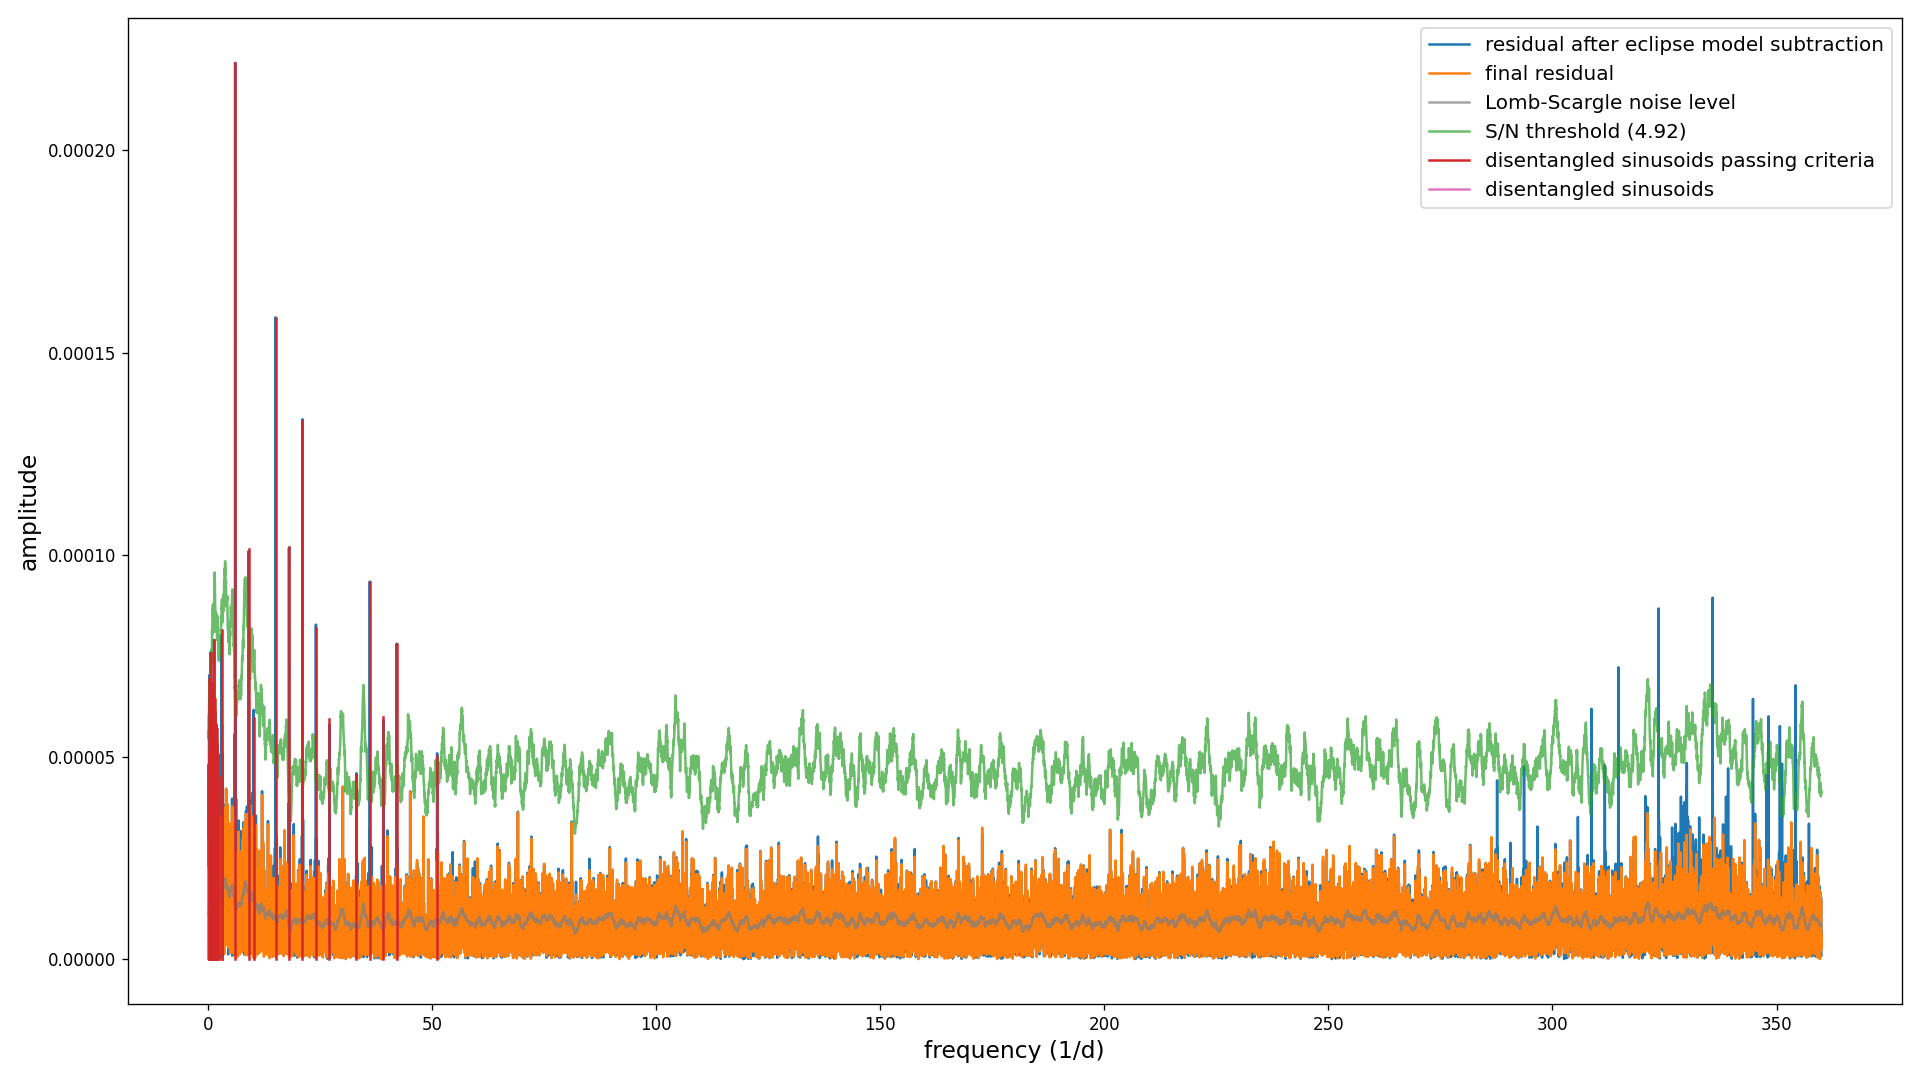 residual after eclipse model subtraction
final residual
Lomb-Scargle noise level
S/N threshold (4.92)
disentangled sinusoids passing criteria
disentangled sinusoids
0.00020
0.00015
0.00010
0.00005
0.00000
amplitude
0 50 100 150 200 250 300 350
frequency (1/d)